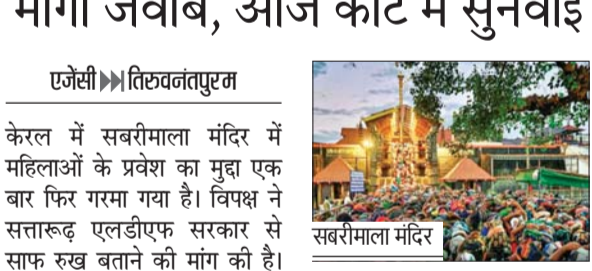 मांगा जवाब, आज कोर्ट में सुनवाई
एजेंसी ▶▶ तिरुवनंतपुरम
केरल में सबरीमाला मंदिर में
महिलाओं के प्रवेश का मुद्दा एक
बार फिर गरमा गया है। विपक्ष ने
सत्तारूढ़ एलडीएफ सरकार से
साफ रुख बताने की मांग की है।
सबरीमाला मंदिर